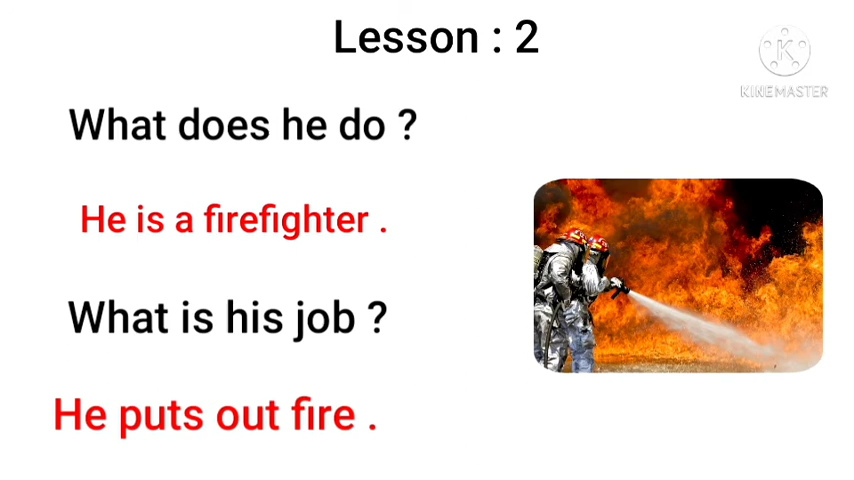 Lesson : 2
KINEMASTER
What does he do ?
He is a firefighter .
What is his job ?
He puts out fire .